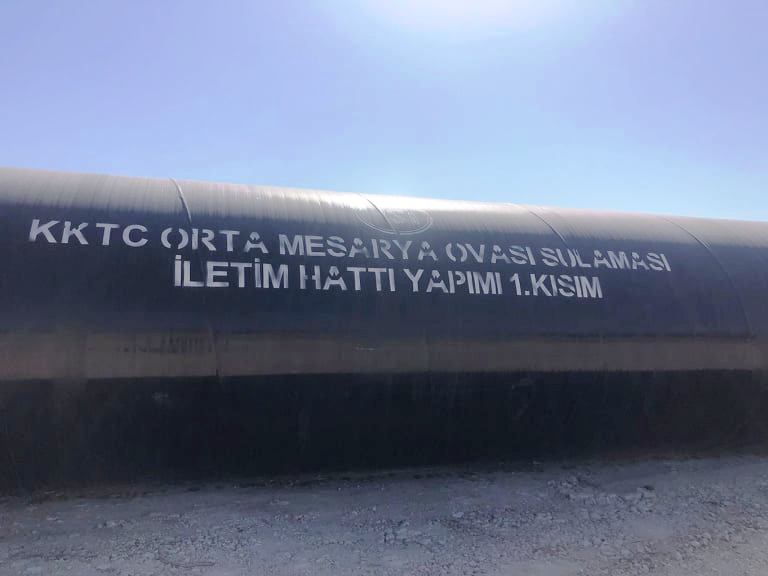 KKTC ORTA MESARYA OVASI SULAMASI
İLETİM HATTI YAPIMI 1.KISIM